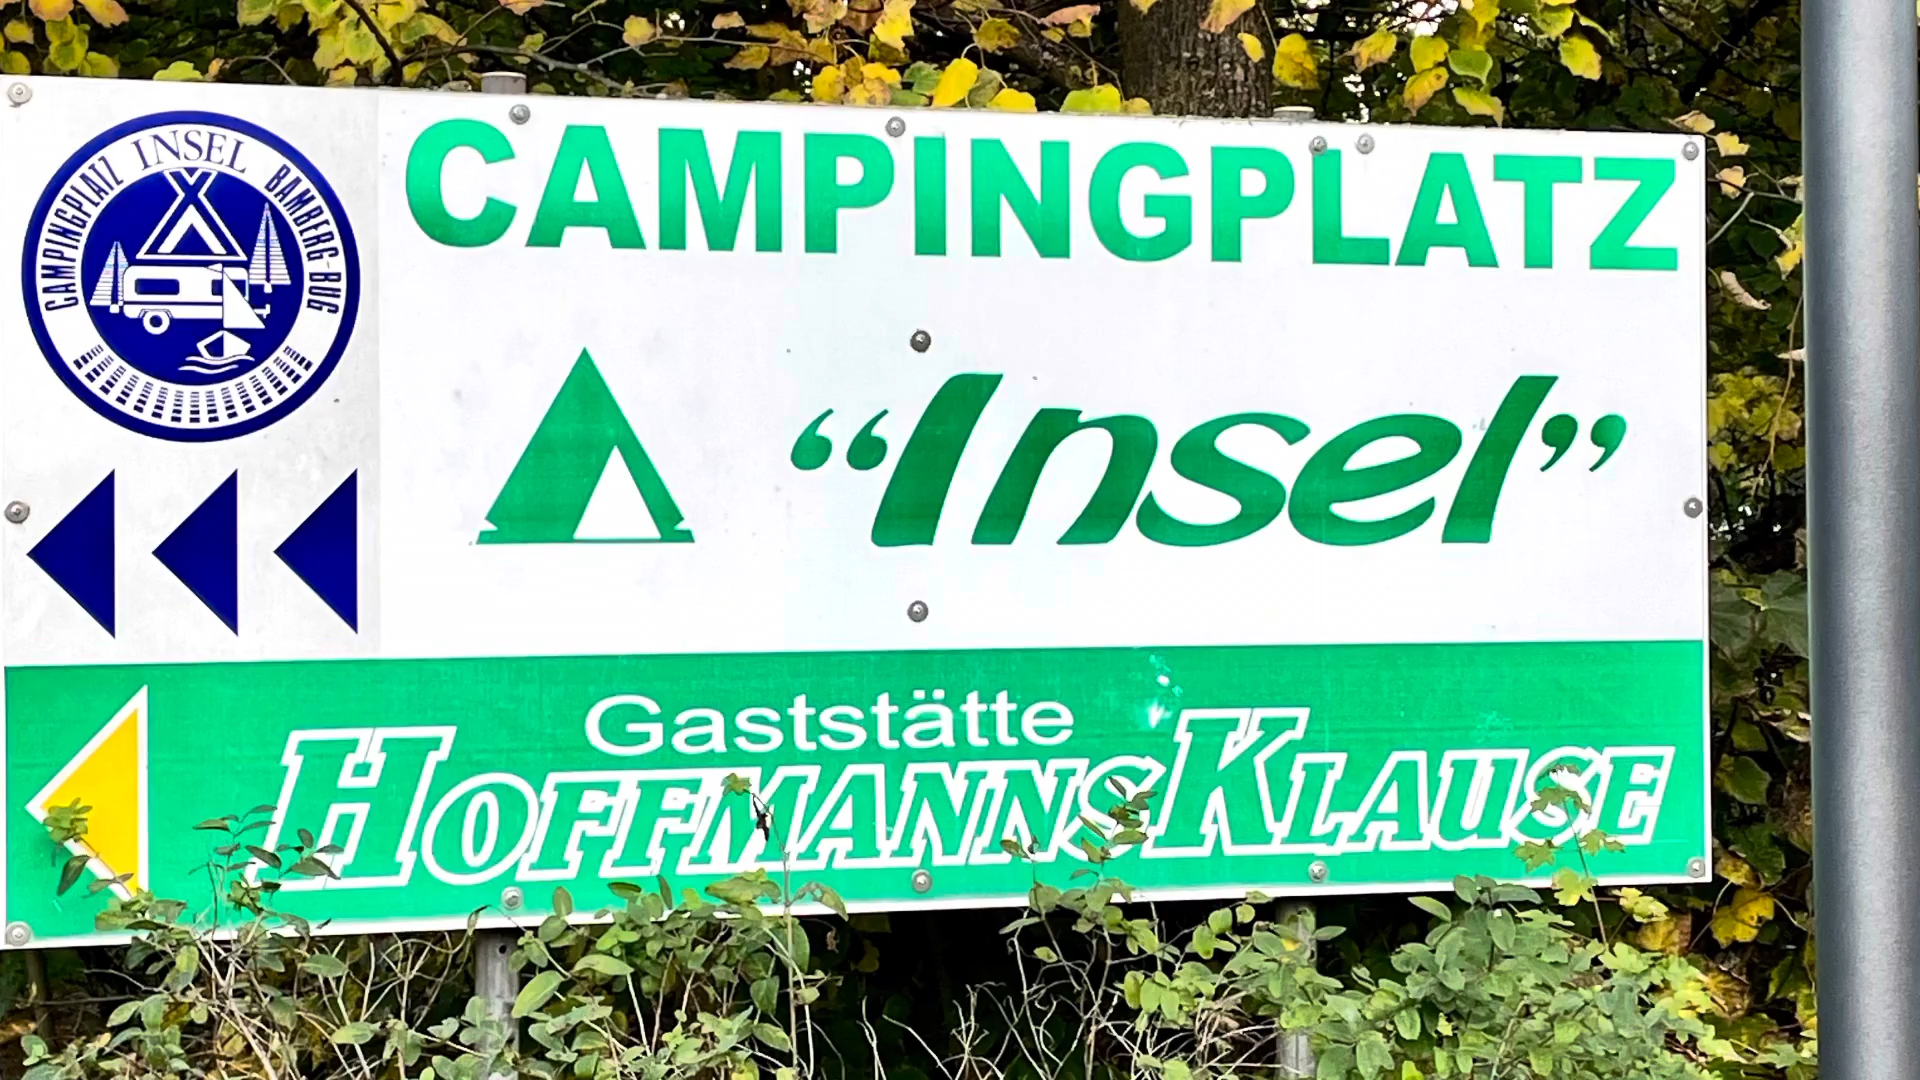 CAMPINGPLATZ INSEL BAMBERG-BUG
CAMPINGPLATZ
“Insel”
Gaststätte
HOFFMANNSKLAUSE